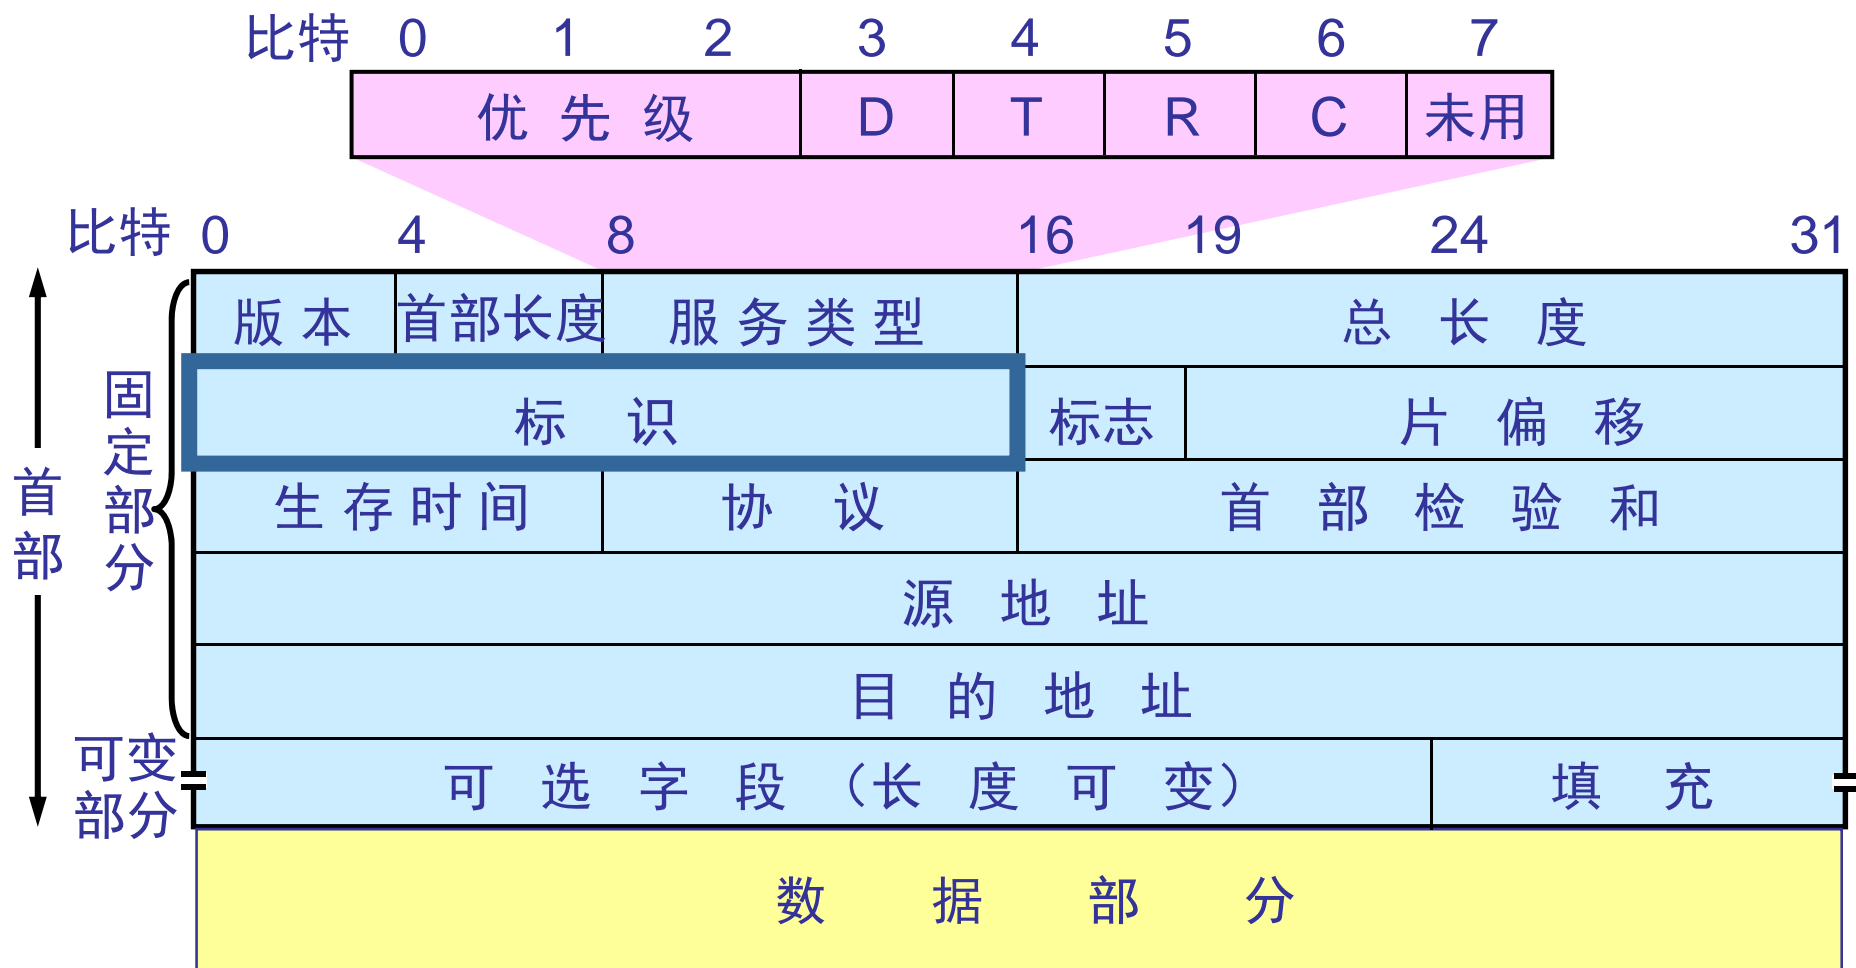 比特 0 1 2 3 4 5 6 7
优先级 D T R C 未用
比特 0 4 8 16 19 24 31
版本 首部长度 服务类型 总长度
标识 标志 片偏移
生存时间 协议 首部检验和
源地址
目的地址
可选字段（长度可变） 填充
数据部分
首部
固定部分
可变
部分